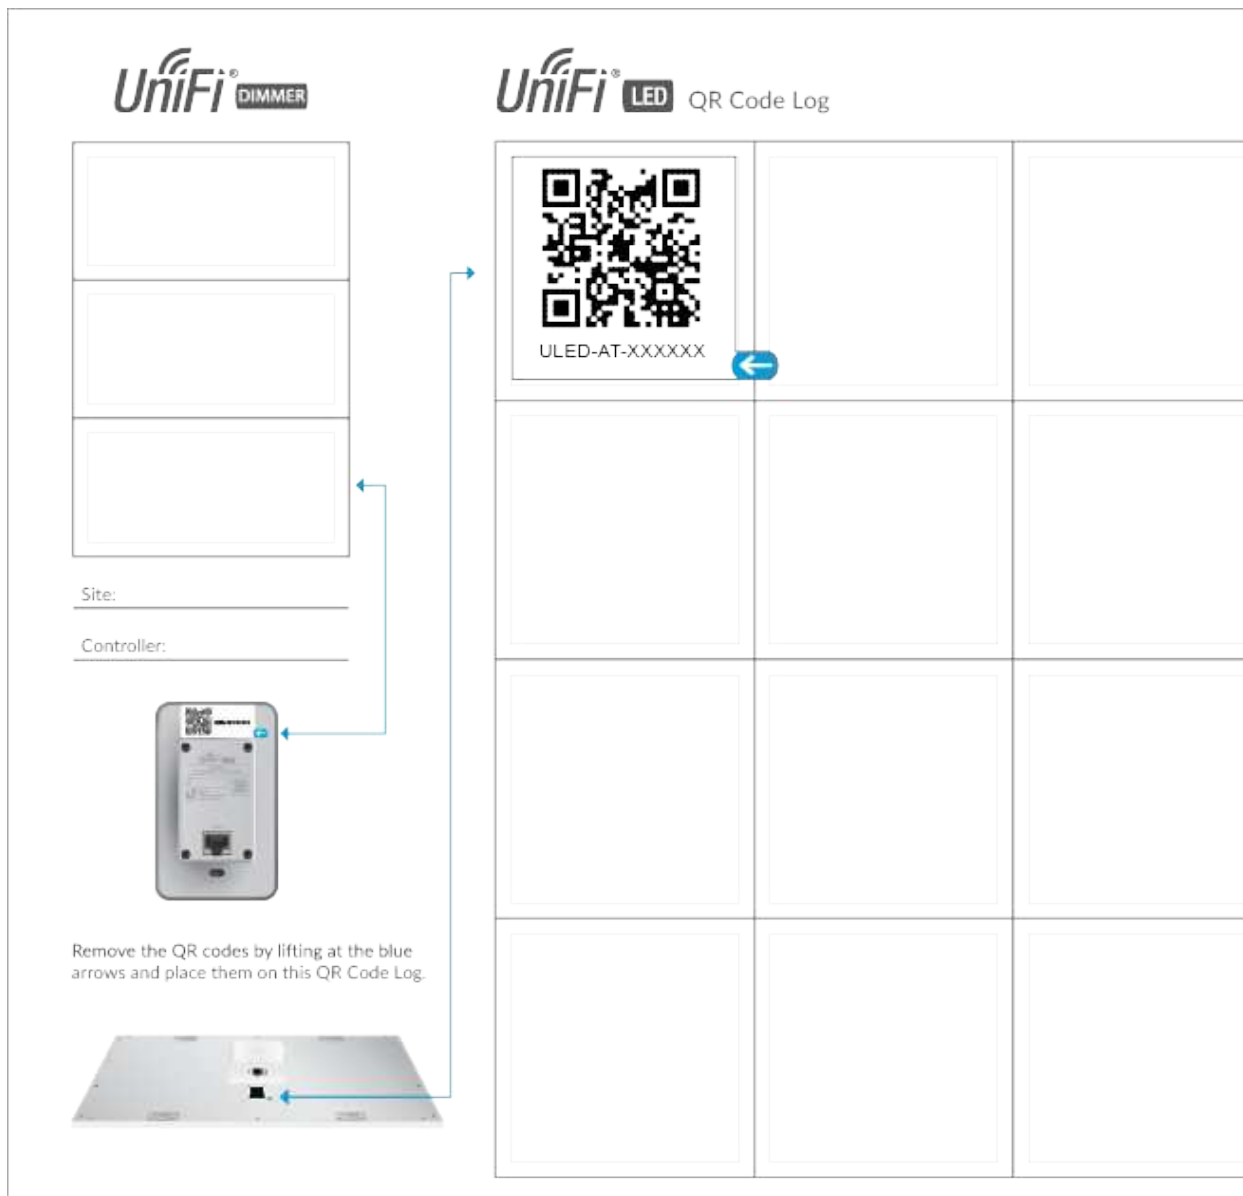 UniFi® DIMMER
UniFi® LED QR Code Log
ULED-AT-XXXXXX
Site:
Controller:
Remove the QR codes by lifting at the blue
arrows and place them on this QR Code Log.